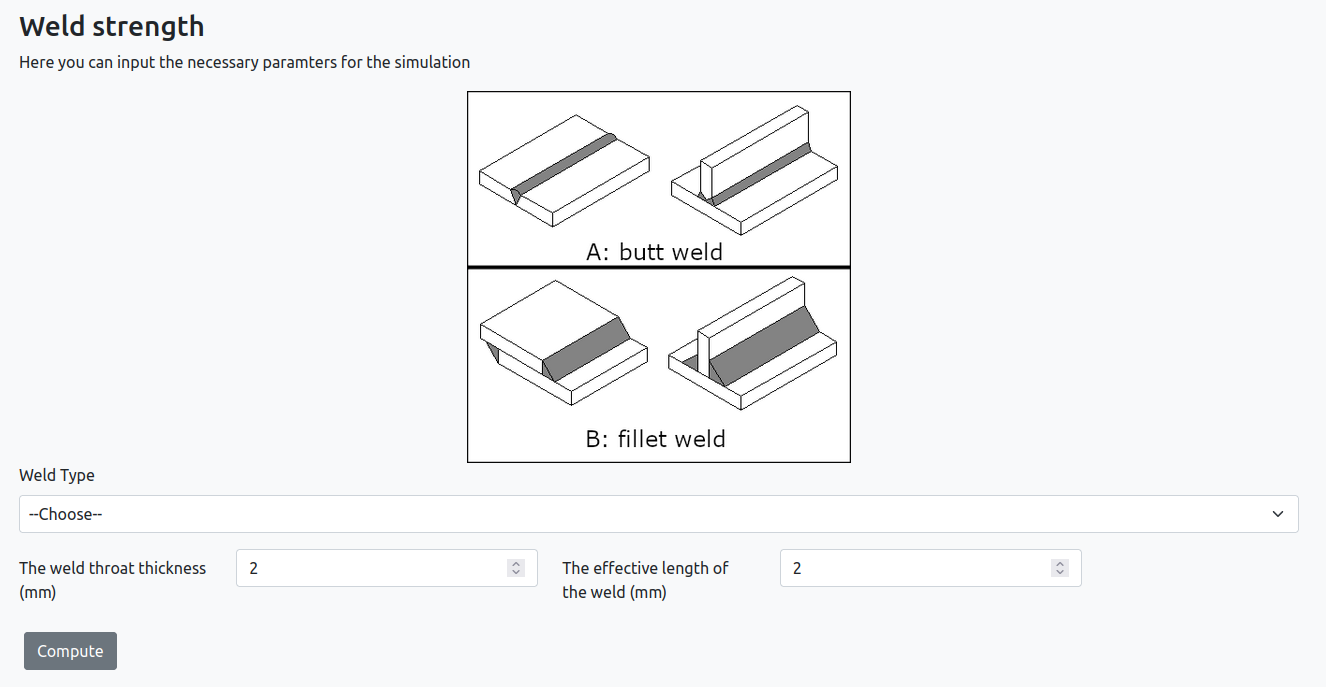 Weld strength
Here you can input the necessary paramters for the simulation
A: butt weld
B: fillet weld
Weld Type
--Choose--
The weld throat thickness
(mm)
2
The effective length of
the weld (mm)
2
Compute